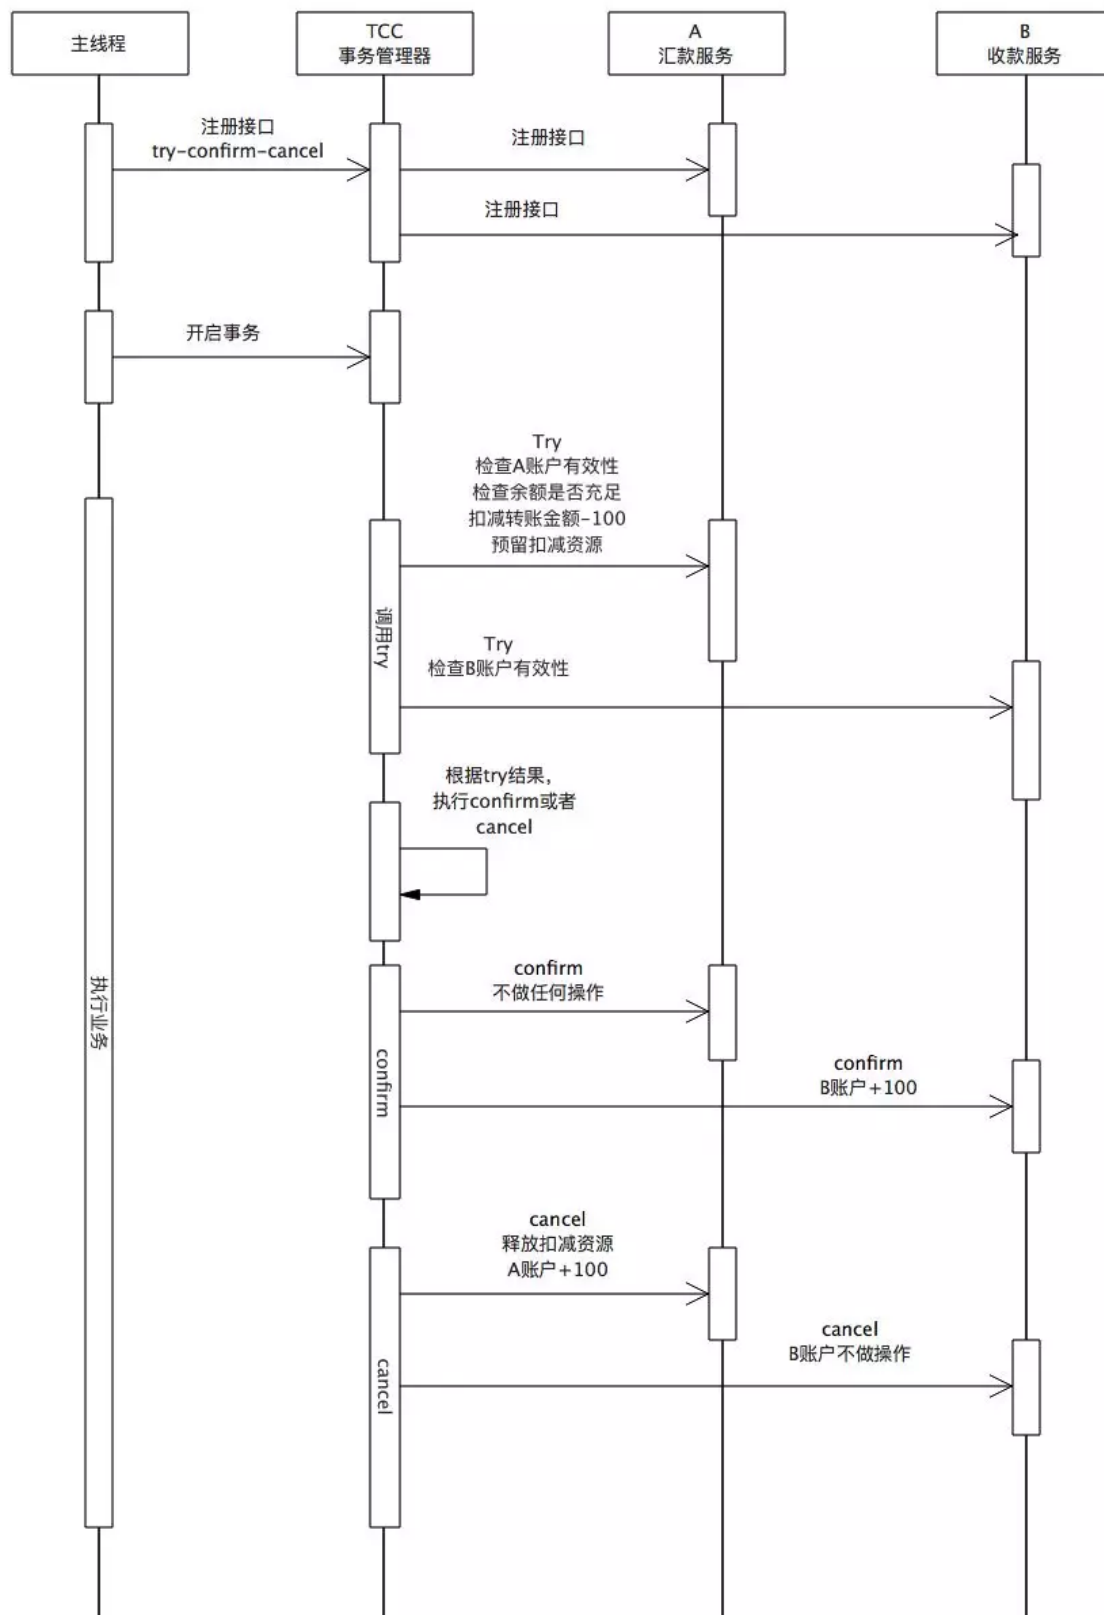 主线程
TCC
事务管理器
A
汇款服务
B
收款服务
注册接口
try-confirm-cancel
注册接口
注册接口
开启事务
Try
检查A账户有效性
检查余额是否充足
扣减转账金额-100
预留扣减资源
调用try
Try
检查B账户有效性
根据try结果，
执行confirm或者
cancel
执行业务
confirm
不做任何操作
confirm
confirm
B账户+100
cancel
释放扣减资源
A账户+100
cancel
cancel
B账户不做操作